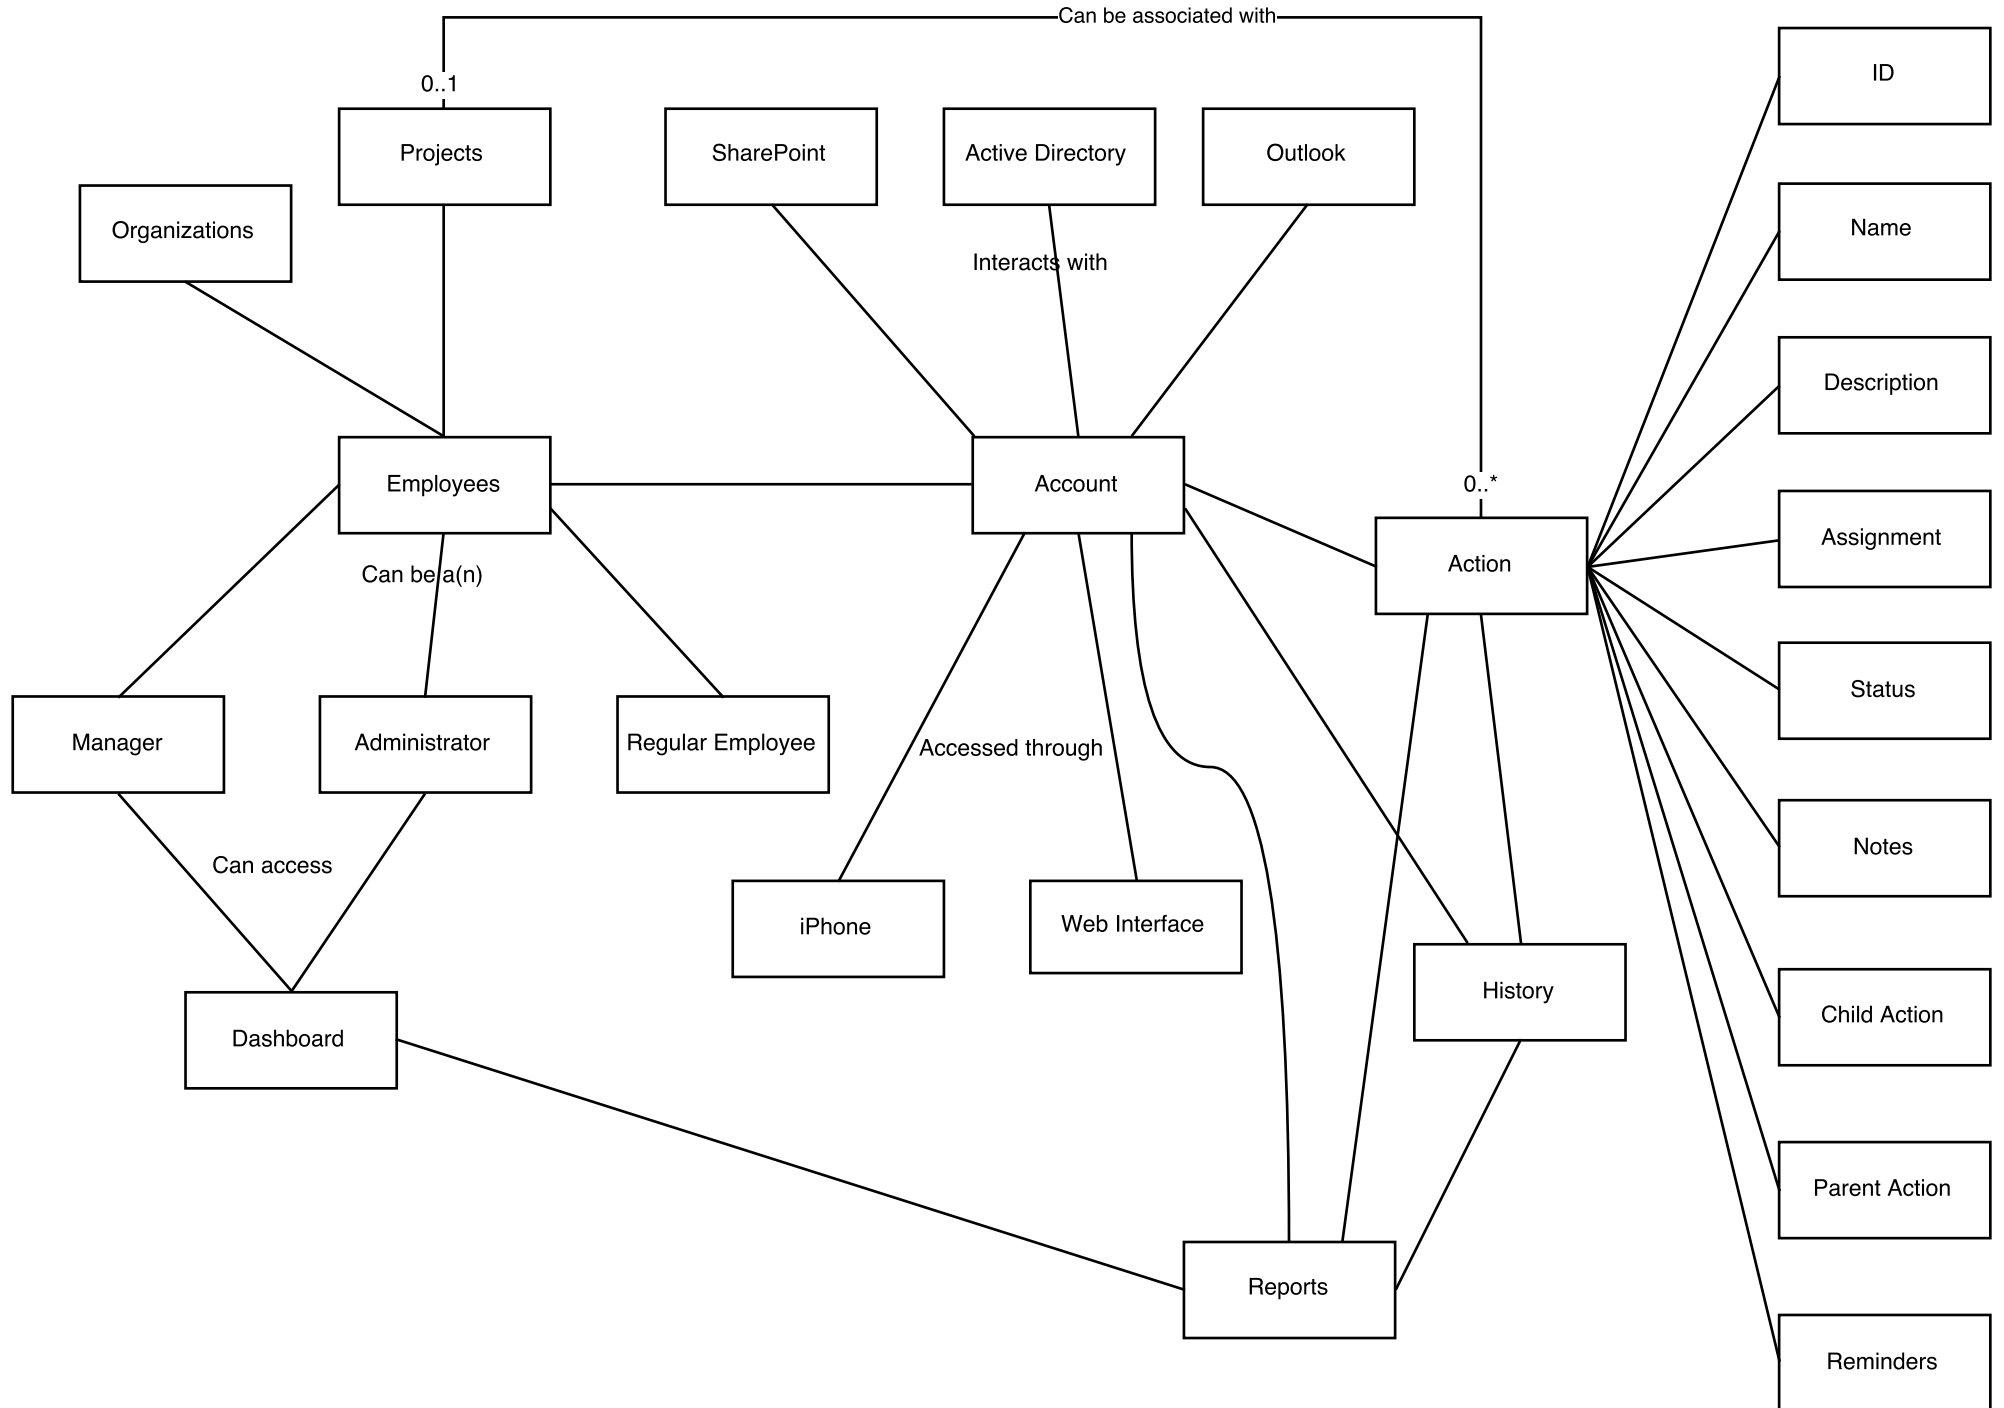 Can be associated with
ID
0..1
Projects
SharePoint
Active Directory
Outlook
Organizations
Name
Interacts with
Description
Employees
Account
0..*
Action
Assignment
Can be a(n)
Status
Manager
Administrator
Regular Employee
Accessed through
Can access
Notes
iPhone
Web Interface
History
Child Action
Dashboard
Parent Action
Reports
Reminders